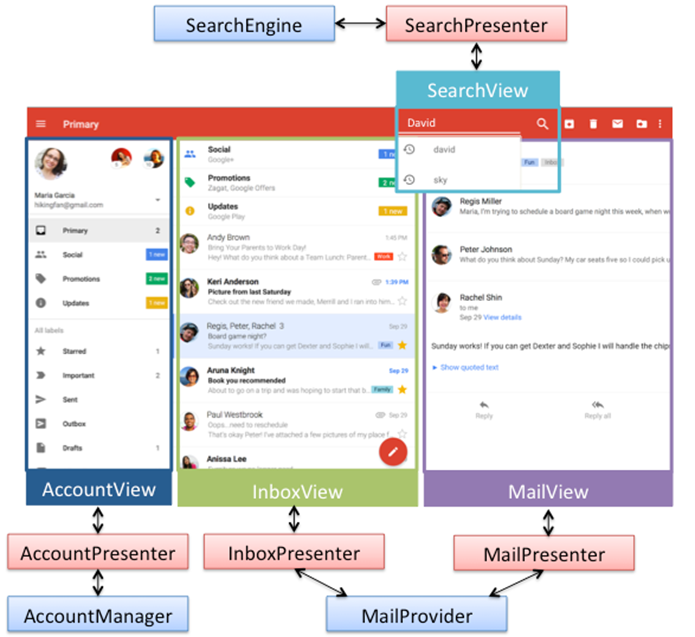 SearchEngine
SearchPresenter
SearchView
Primary
David
david
sky
Maria Garcia
hikingfan@gmail.com
Primary 2
Social 1 new
Promotions 2 new
Updates 1 new
All labels
Starred 1
Important 2
Sent
Outbox
Drafts 1
Social
Google+
1 new
Promotions
Zagat, Google Offers
2 new
Updates
Google Play
1 new
Andy Brown 1:45 PM
Bring Your Parents to Work Day!
Hey! What do you think about a Team Lunch: Parent Work
Keri Anderson 1:39 PM
Picture from last Saturday
Check out the new friend we made, Merrill and I ran into him...
Regis, Peter, Rachel 3 Sep 29
Board game night?
Sunday works! If you can get Dexter and Sophie I will... Fun
Aruna Knight Sep 29
Book you recommended
About to go on a trip and was hoping to start that b... Family
Paul Westbrook Sep 29
Oops...need to reschedule
That's okay Peter! I've attached a few pictures of my place f
Anissa Lee
Fun Inbo
Regis Miller
Maria, I'm trying to schedule a board game night this week, when wo
Peter Johnson
What do you think about Sunday? My car seats five so I could pick u
Rachel Shin
to me
Sep 29 View details
Sunday works! If you can get Dexter and Sophie I will handle the chips
► Show quoted text
Reply Reply all
AccountView
InboxView
MailView
AccountPresenter
InboxPresenter
MailPresenter
AccountManager
MailProvider